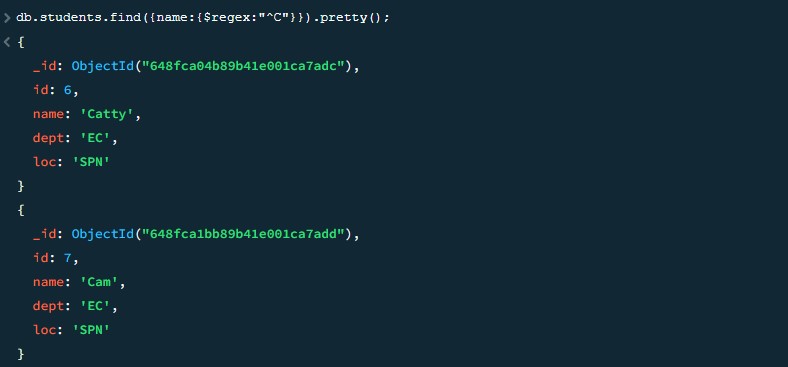 > db.students.find({name:{$regex:"^C"}}).pretty();
< {
_id: ObjectId("648fca04b89b41e001ca7adc"),
id: 6,
name: 'Catty',
dept: 'EC',
loc: 'SPN'
}
{
_id: ObjectId("648fca1bb89b41e001ca7add"),
id: 7,
name: 'Cam',
dept: 'EC',
loc: 'SPN'
}